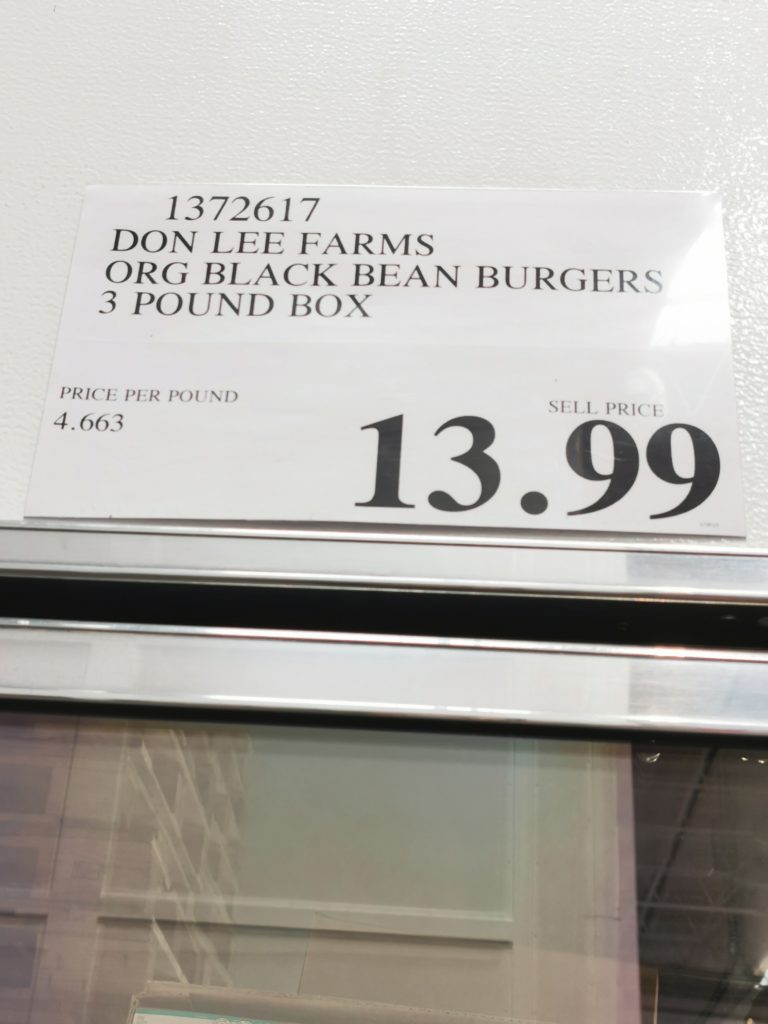 1372617
DON LEE FARMS
ORG BLACK BEAN BURGERS
3 POUND BOX
PRICE PER POUND
4.663
SELL PRICE
13.99